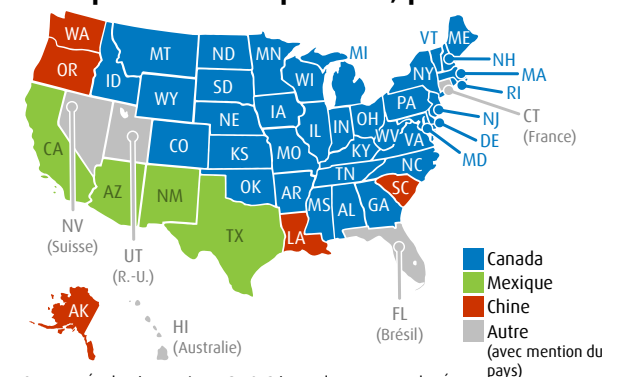 WA
OR
CA
NV
(Suisse)
ID
MT
WY
UT
(R.-U.)
AZ
CO
NM
ND
SD
NE
KS
OK
TX
MN
IA
MO
AR
LA
WI
IL
MI
IN
OH
KY
TN
MS
AL
GA
FL
(Brésil)
SC
NC
VA
WV
PA
NY
VT
ME
NH
MA
RI
CT
(France)
NJ
DE
MD
AK
HI
(Australie)
Canada
Mexique
Chine
Autre
(avec mention du
pays)